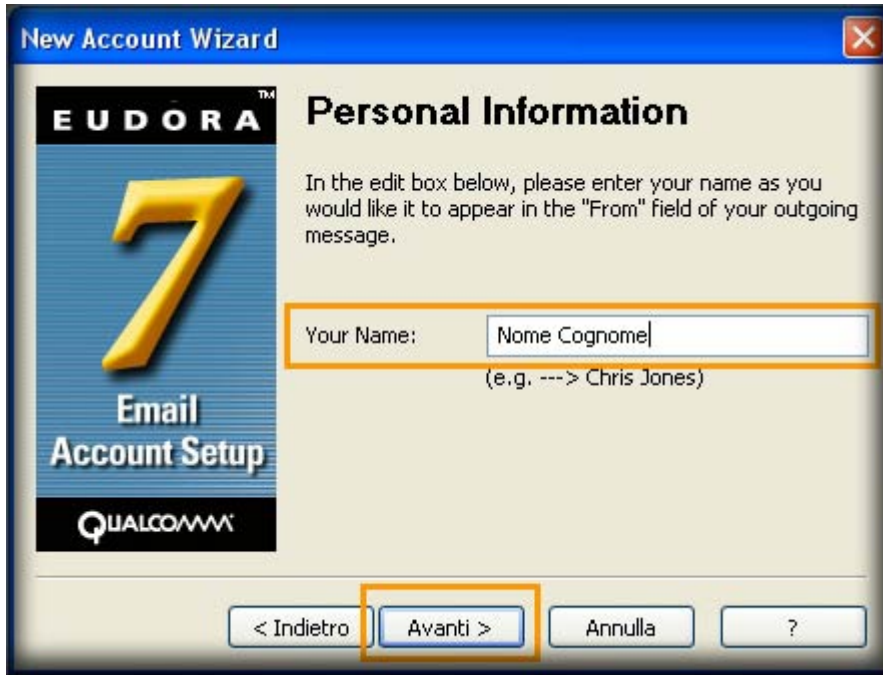 New Account Wizard
EUDORA™
7
Email
Account Setup
QUALCOMM
Personal Information
In the edit box below, please enter your name as you
would like it to appear in the "From" field of your outgoing
message.
Your Name: Nome Cognome
(e.g. ---> Chris Jones)
< Indietro Avanti > Annulla ?